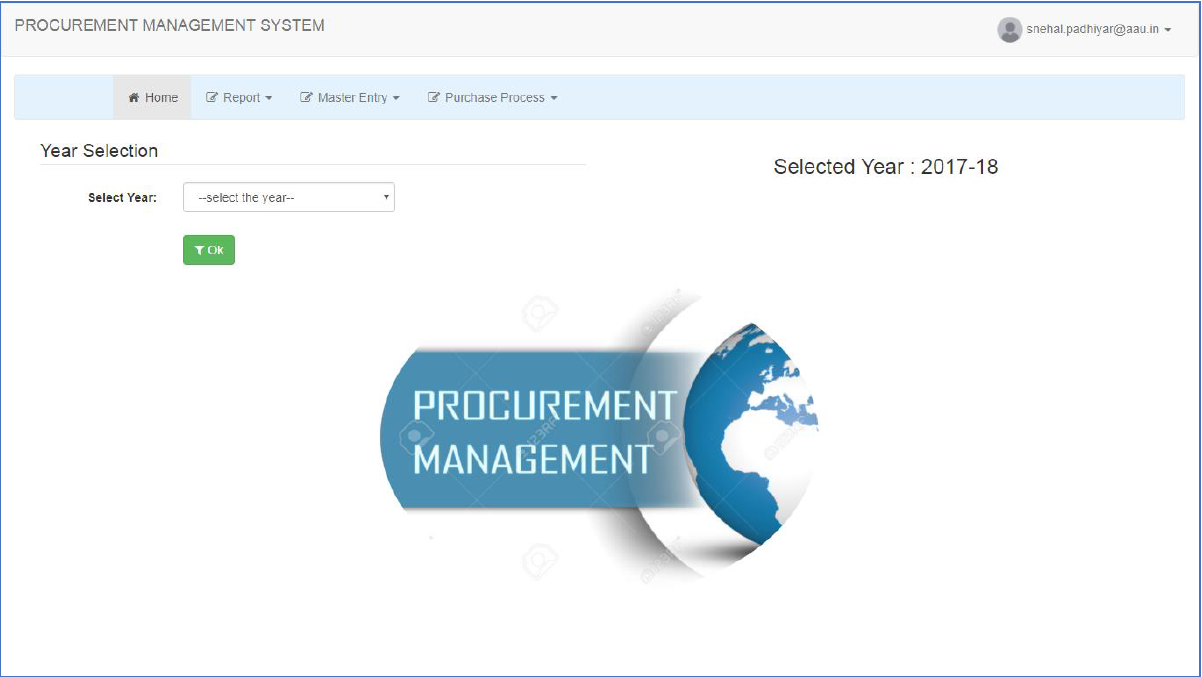 PROCUREMENT MANAGEMENT SYSTEM
snehal.padhiyar@aau.in
Home Report Master Entry Purchase Process
Year Selection
Selected Year : 2017-18
Select Year: --select the year--
Ok
PROCUREMENT
MANAGEMENT
123RF